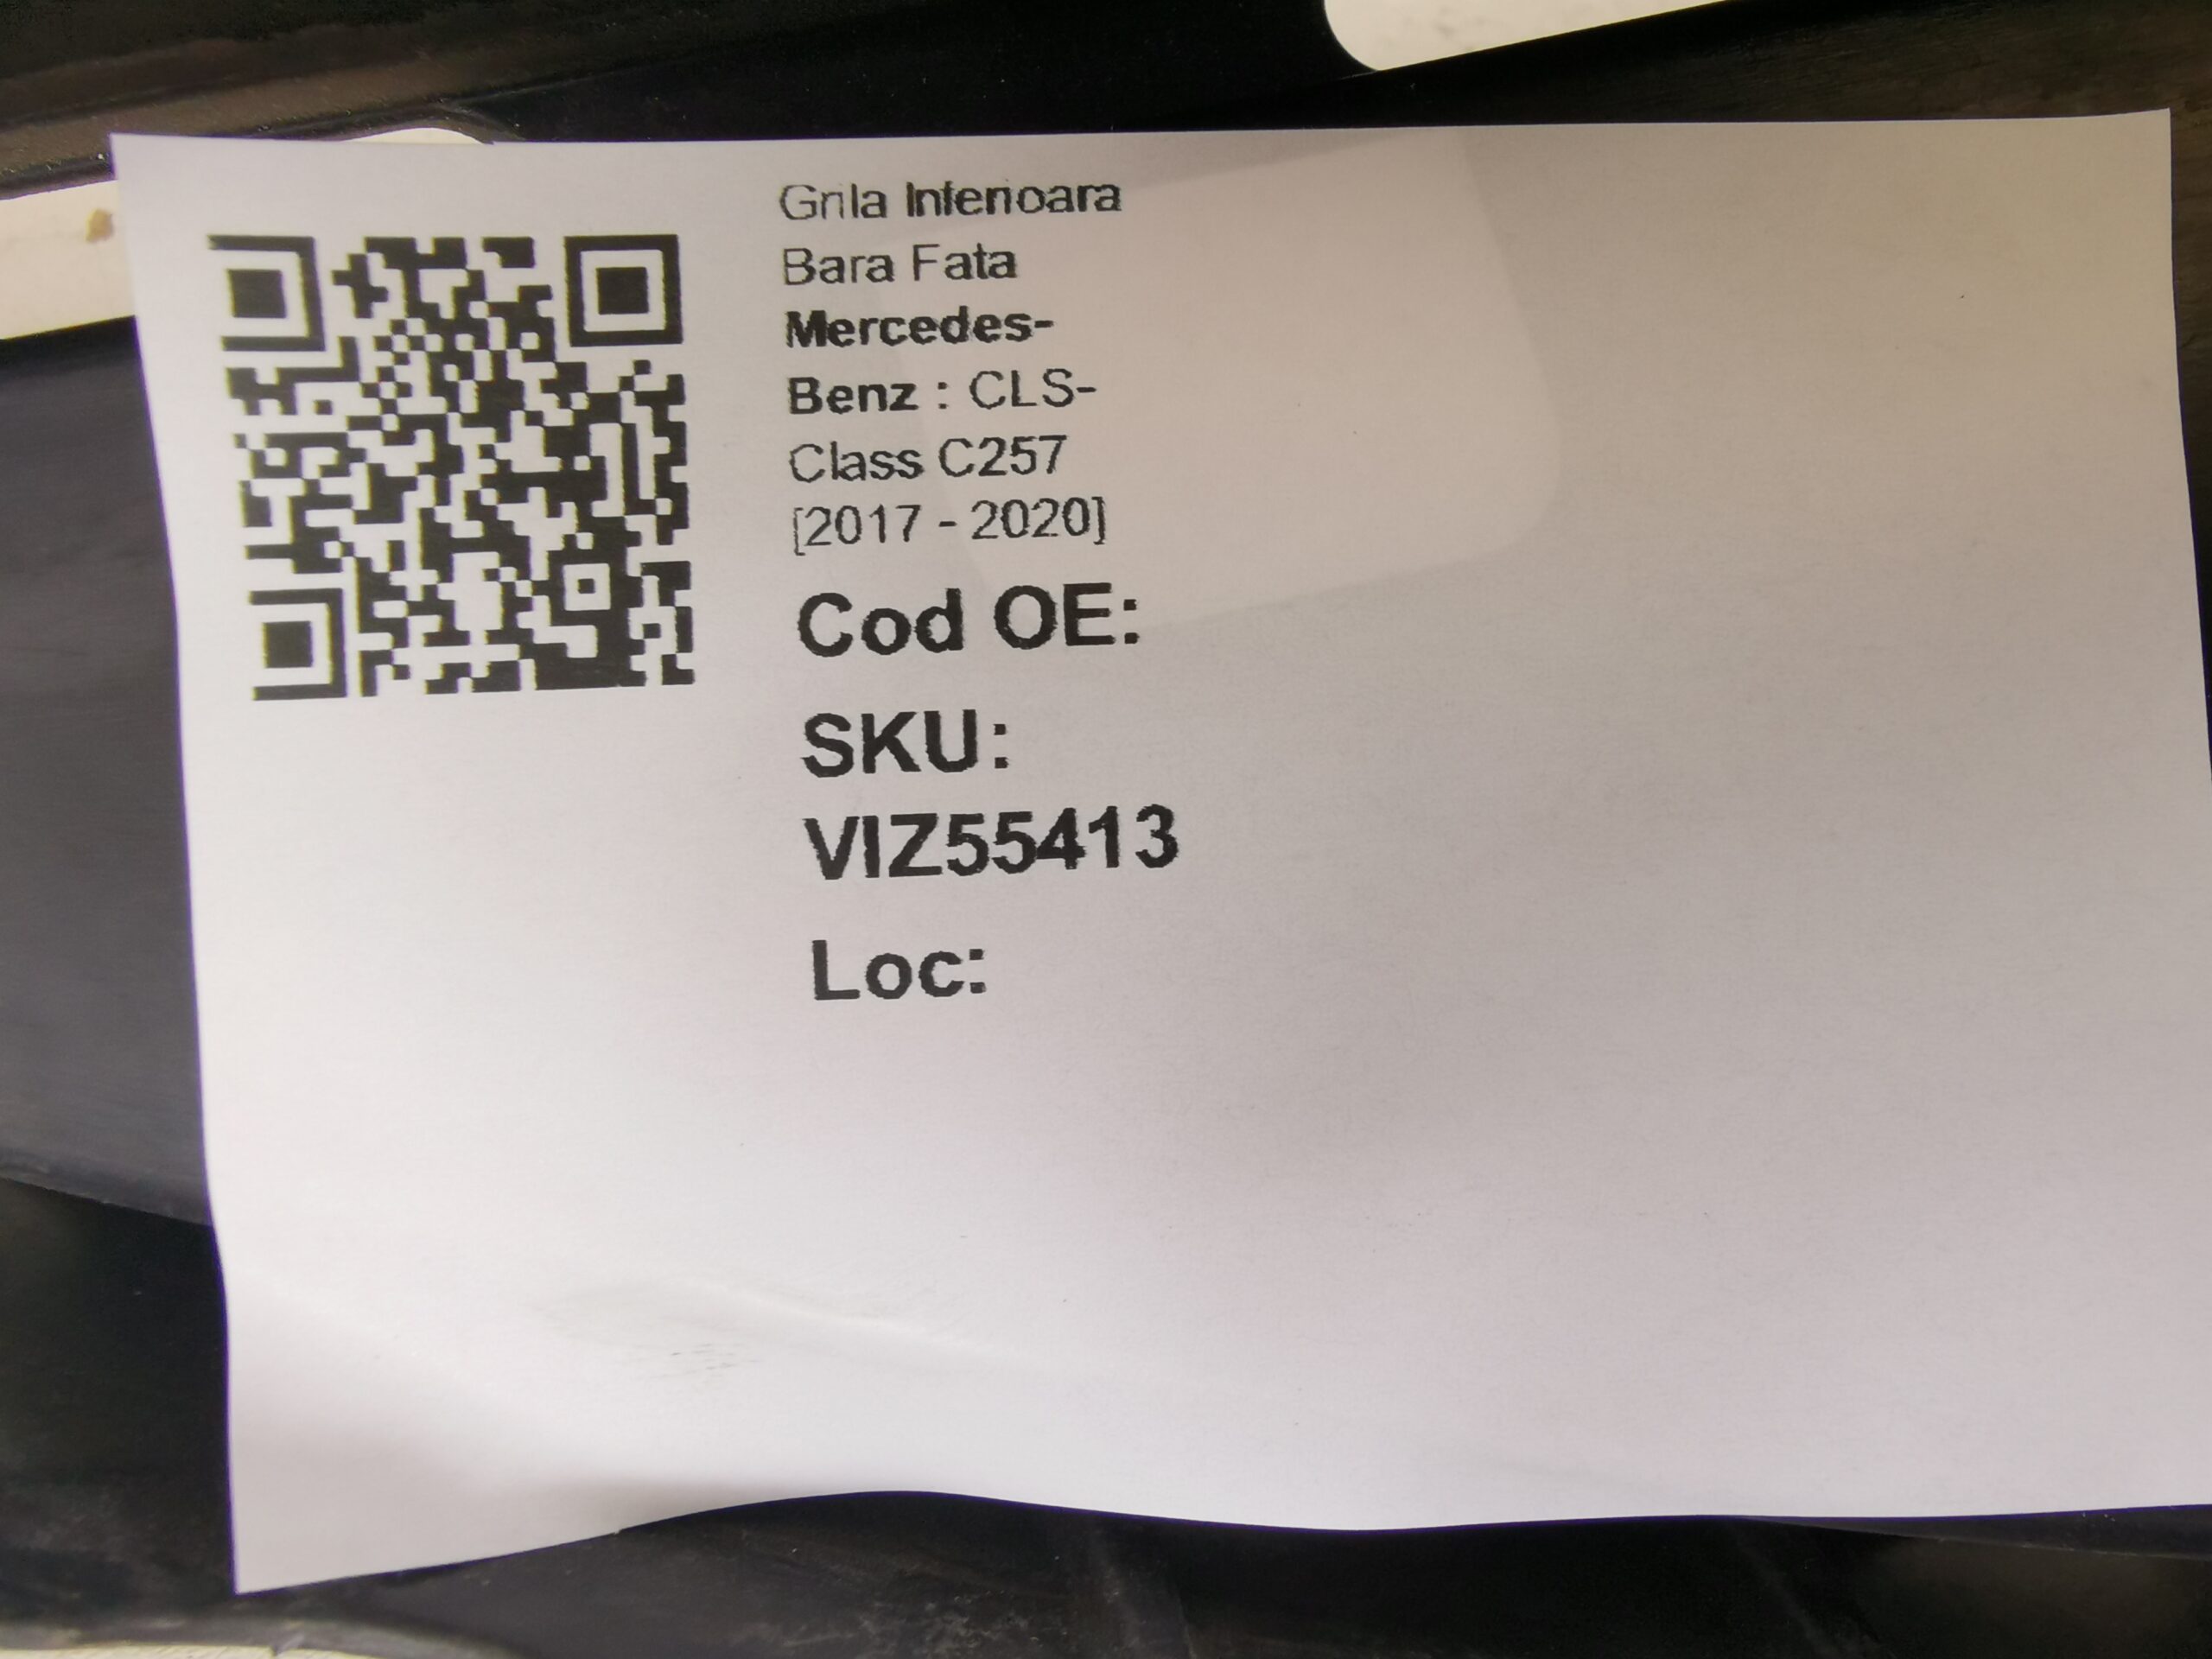 Grila Inferioara
Bara Fata
Mercedes-
Benz : CLS-
Class C257
[2017 - 2020]
Cod OE:
SKU:
VIZ55413
Loc: